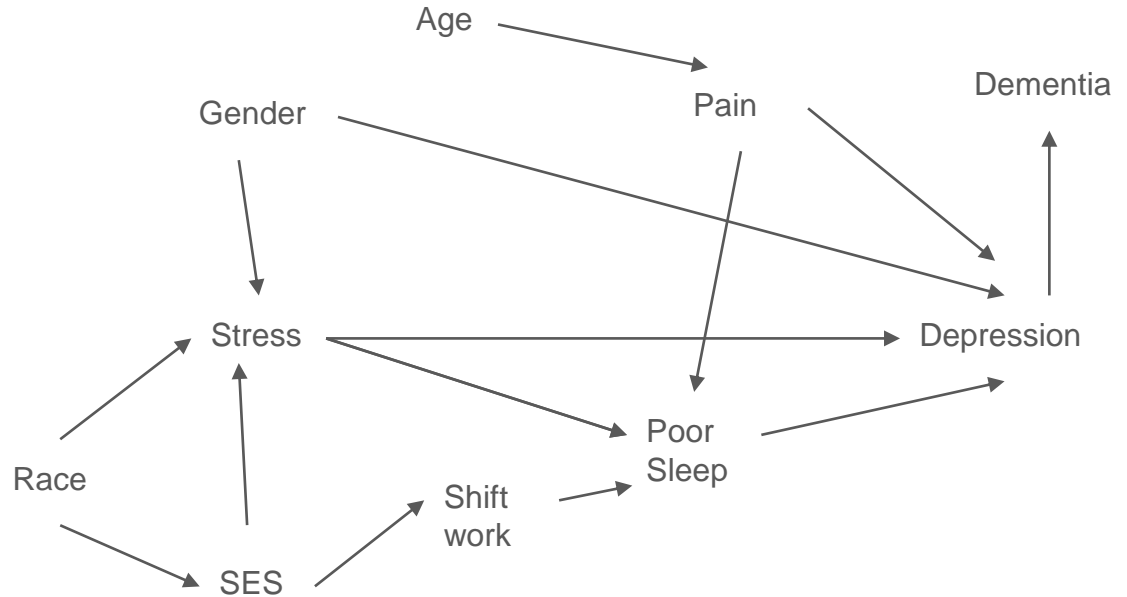 Age
Dementia
Pain
Gender
Stress
Depression
Poor
Sleep
Race
Shift
work
SES